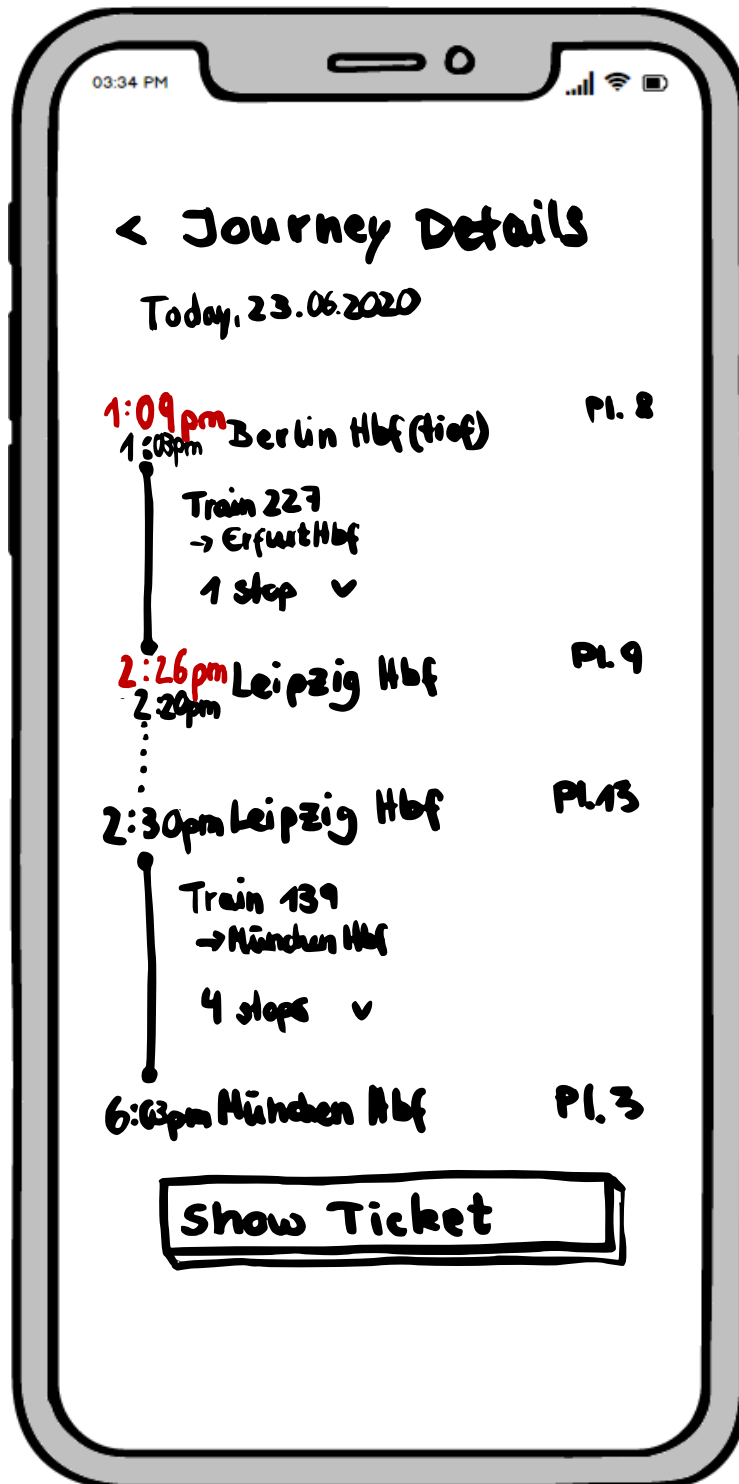 03:34 PM
< Journey Details
Today, 23.06.2020
1:09pm
1:03pm Berlin Hbf (tief) Pl. 8
Train 227
→ Erfurt Hbf
1 stop ∨
2:26pm Leipzig Hbf Pl. 9
2:20pm
2:30pm Leipzig Hbf Pl. 13
Train 139
→ München Hbf
4 stops ∨
6:03pm München Hbf Pl. 3
Show Ticket